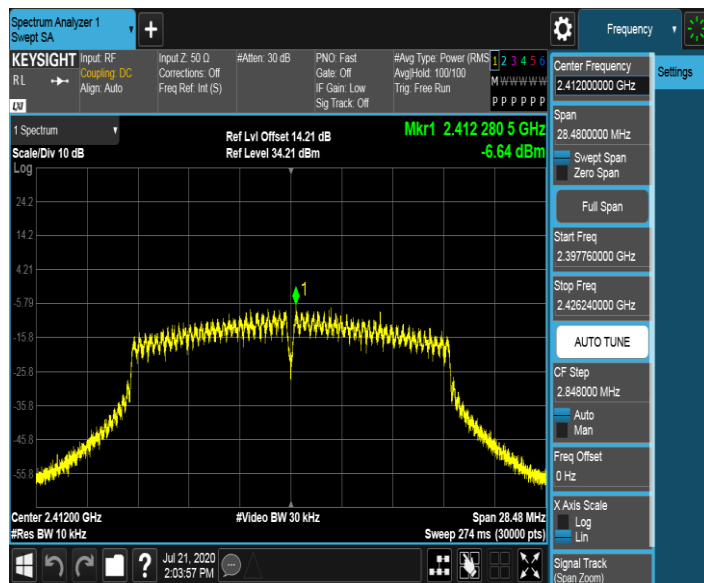 Spectrum Analyzer 1
Swept SA
+
Frequency
KEYSIGHT
RL
LXI
Input: RF
Coupling: DC
Align: Auto
Input Z: 50 Ω
Corrections: Off
Freq Ref: Int (S)
#Atten: 30 dB
PNO: Fast
Gate: Off
IF Gain: Low
Sig Track: Off
#Avg Type: Power (RMS
Avg|Hold: 100/100
Trig: Free Run
1 2 3 4 5 6
M W W W W W
P P P P P P
1 Spectrum
Scale/Div 10 dB
Log
Ref Lvl Offset 14.21 dB
Ref Level 34.21 dBm
Mkr1 2.412 280 5 GHz
-6.64 dBm
24.2
14.2
4.21
-5.79
-15.8
-25.8
-35.8
-45.8
-55.8
1
Center 2.41200 GHz
#Res BW 10 kHz
#Video BW 30 kHz
Span 28.48 MHz
Sweep 274 ms (30000 pts)
Center Frequency
2.412000000 GHz
Settings
Span
28.4800000 MHz
Swept Span
Zero Span
Full Span
Start Freq
2.397760000 GHz
Stop Freq
2.426240000 GHz
AUTO TUNE
CF Step
2.848000 MHz
Auto
Man
Freq Offset
0 Hz
X Axis Scale
Log
Lin
Signal Track
(Span Zoom)
?
Jul 21, 2020
2:03:57 PM